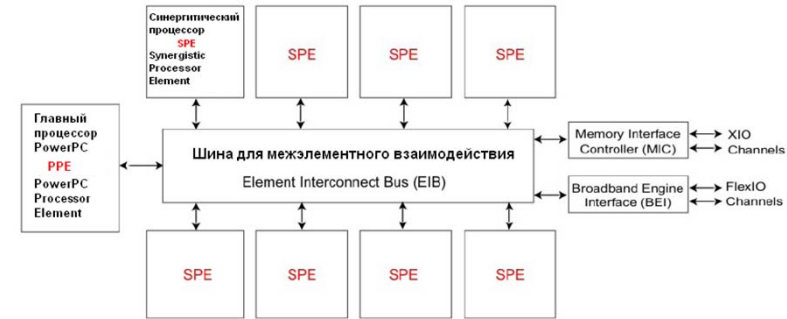 Синергитический
процессор
SPE
Synergistic
Processor
Element
SPE
SPE
SPE
Главный
процессор
PowerPC
PPE
PowerPC
Processor
Element
Шина для межэлементного взаимодействия
Element Interconnect Bus (EIB)
Memory Interface
Controller (MIC)
XIO
Channels
Broadband Engine
Interface (BEI)
FlexIO
Channels
SPE
SPE
SPE
SPE